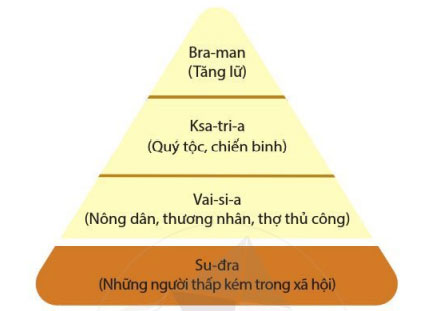 Bra-man
(Tăng lữ)
Ksa-tri-a
(Quý tộc, chiến binh)
Vai-si-a
(Nông dân, thương nhân, thợ thủ công)
Su-đra
(Những người thấp kém trong xã hội)